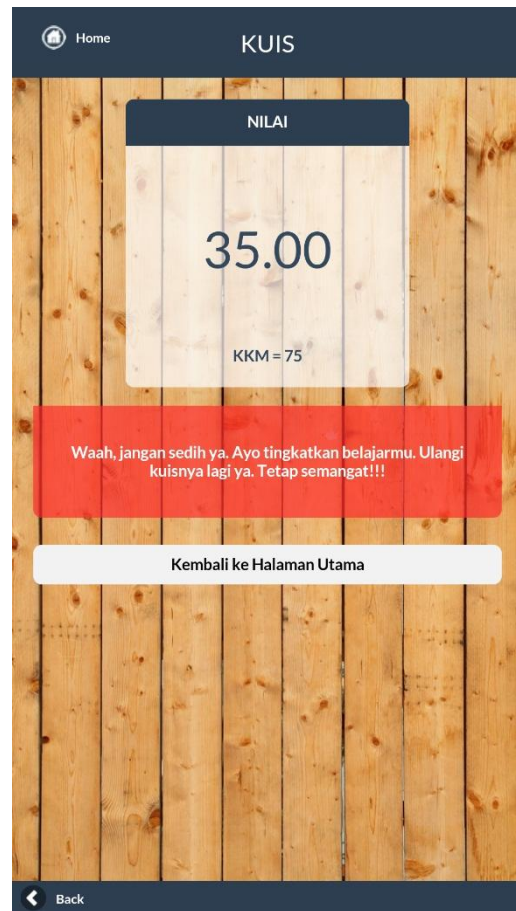 Home
KUIS
NILAI
35.00
KKM = 75
Waah, jangan sedih ya. Ayo tingkatkan belajarmu. Ulangi
kuisnya lagi ya. Tetap semangat!!!
Kembali ke Halaman Utama
Back